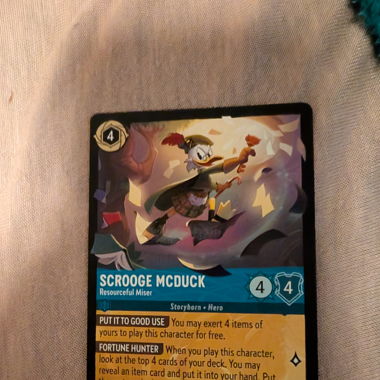 4
SCROOGE MCDUCK
Resourceful Miser
4
4
Storyborn • Hero
PUT IT TO GOOD USE You may exert 4 items of
yours to play this character for free.
FORTUNE HUNTER When you play this character,
look at the top 4 cards of your deck. You may
reveal an item card and put it into your hand. Put